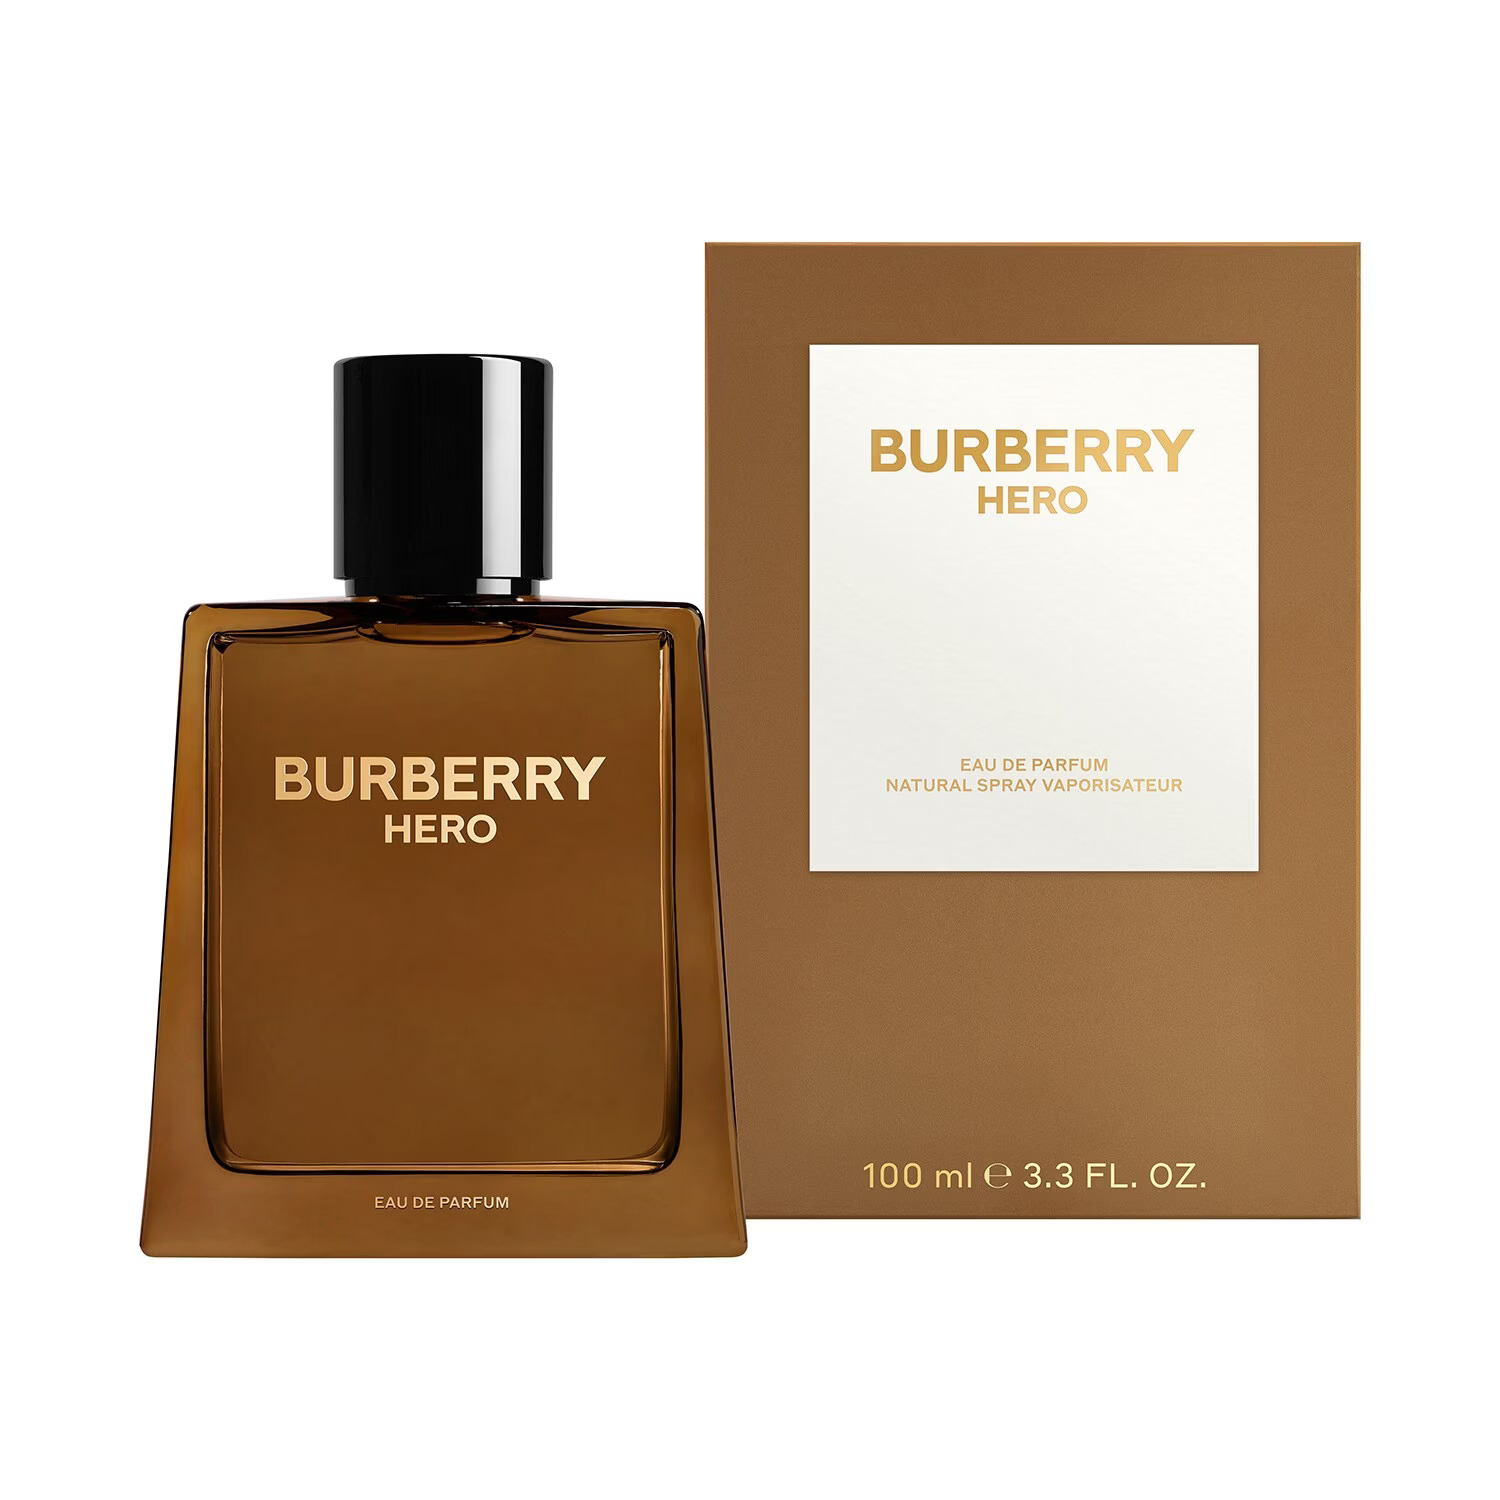 BURBERRY
HERO
EAU DE PARFUM
BURBERRY
HERO
EAU DE PARFUM
NATURAL SPRAY VAPORISATEUR
100 ml ℮ 3.3 FL. OZ.